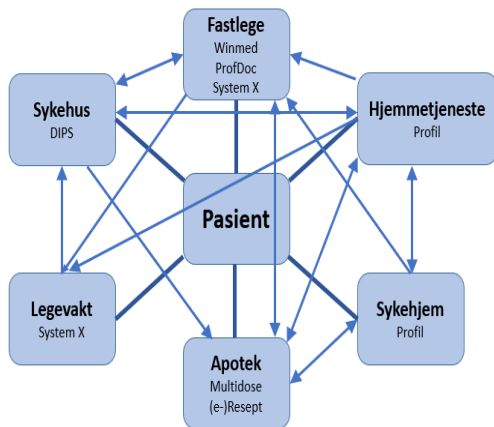 Fastlege
Winmed
ProfDoc
System X
Sykehus
DIPS
Hjemmetjeneste
Profil
Pasient
Legevakt
System X
Sykehjem
Profil
Apotek
Multidose
(e-)Resept